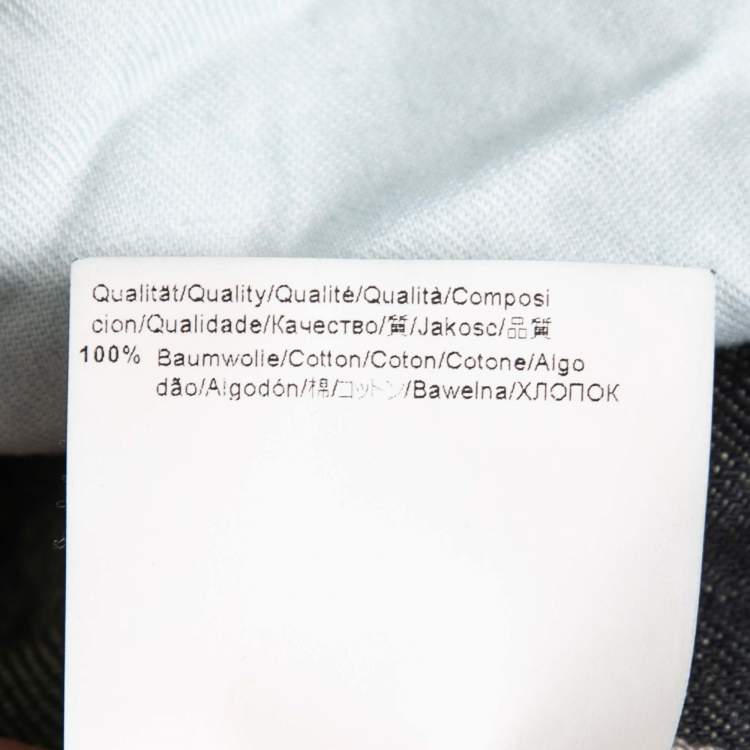 Qualität/Quality/Qualité/Qualità/Composi
cion/Qualidade/Качество/質/Jakosc/品質
100% Baumwolle/Cotton/Coton/Cotone/Algo
dão/Algodón/棉/コットン/Bawelna/ХЛОПОК